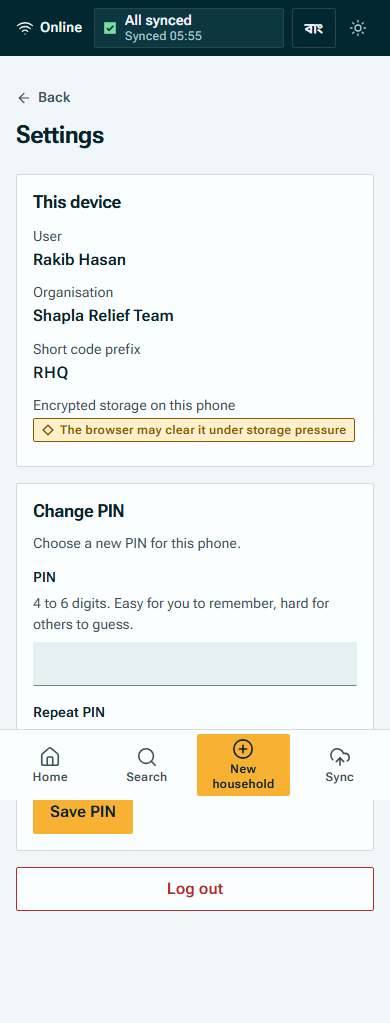 Online
All synced
Synced 05:55
বাং
Back
Settings
This device
User
Rakib Hasan
Organisation
Shapla Relief Team
Short code prefix
RHQ
Encrypted storage on this phone
The browser may clear it under storage pressure
Change PIN
Choose a new PIN for this phone.
PIN
4 to 6 digits. Easy for you to remember, hard for
others to guess.
Repeat PIN
Home
Search
New
household
Sync
Save PIN
Log out